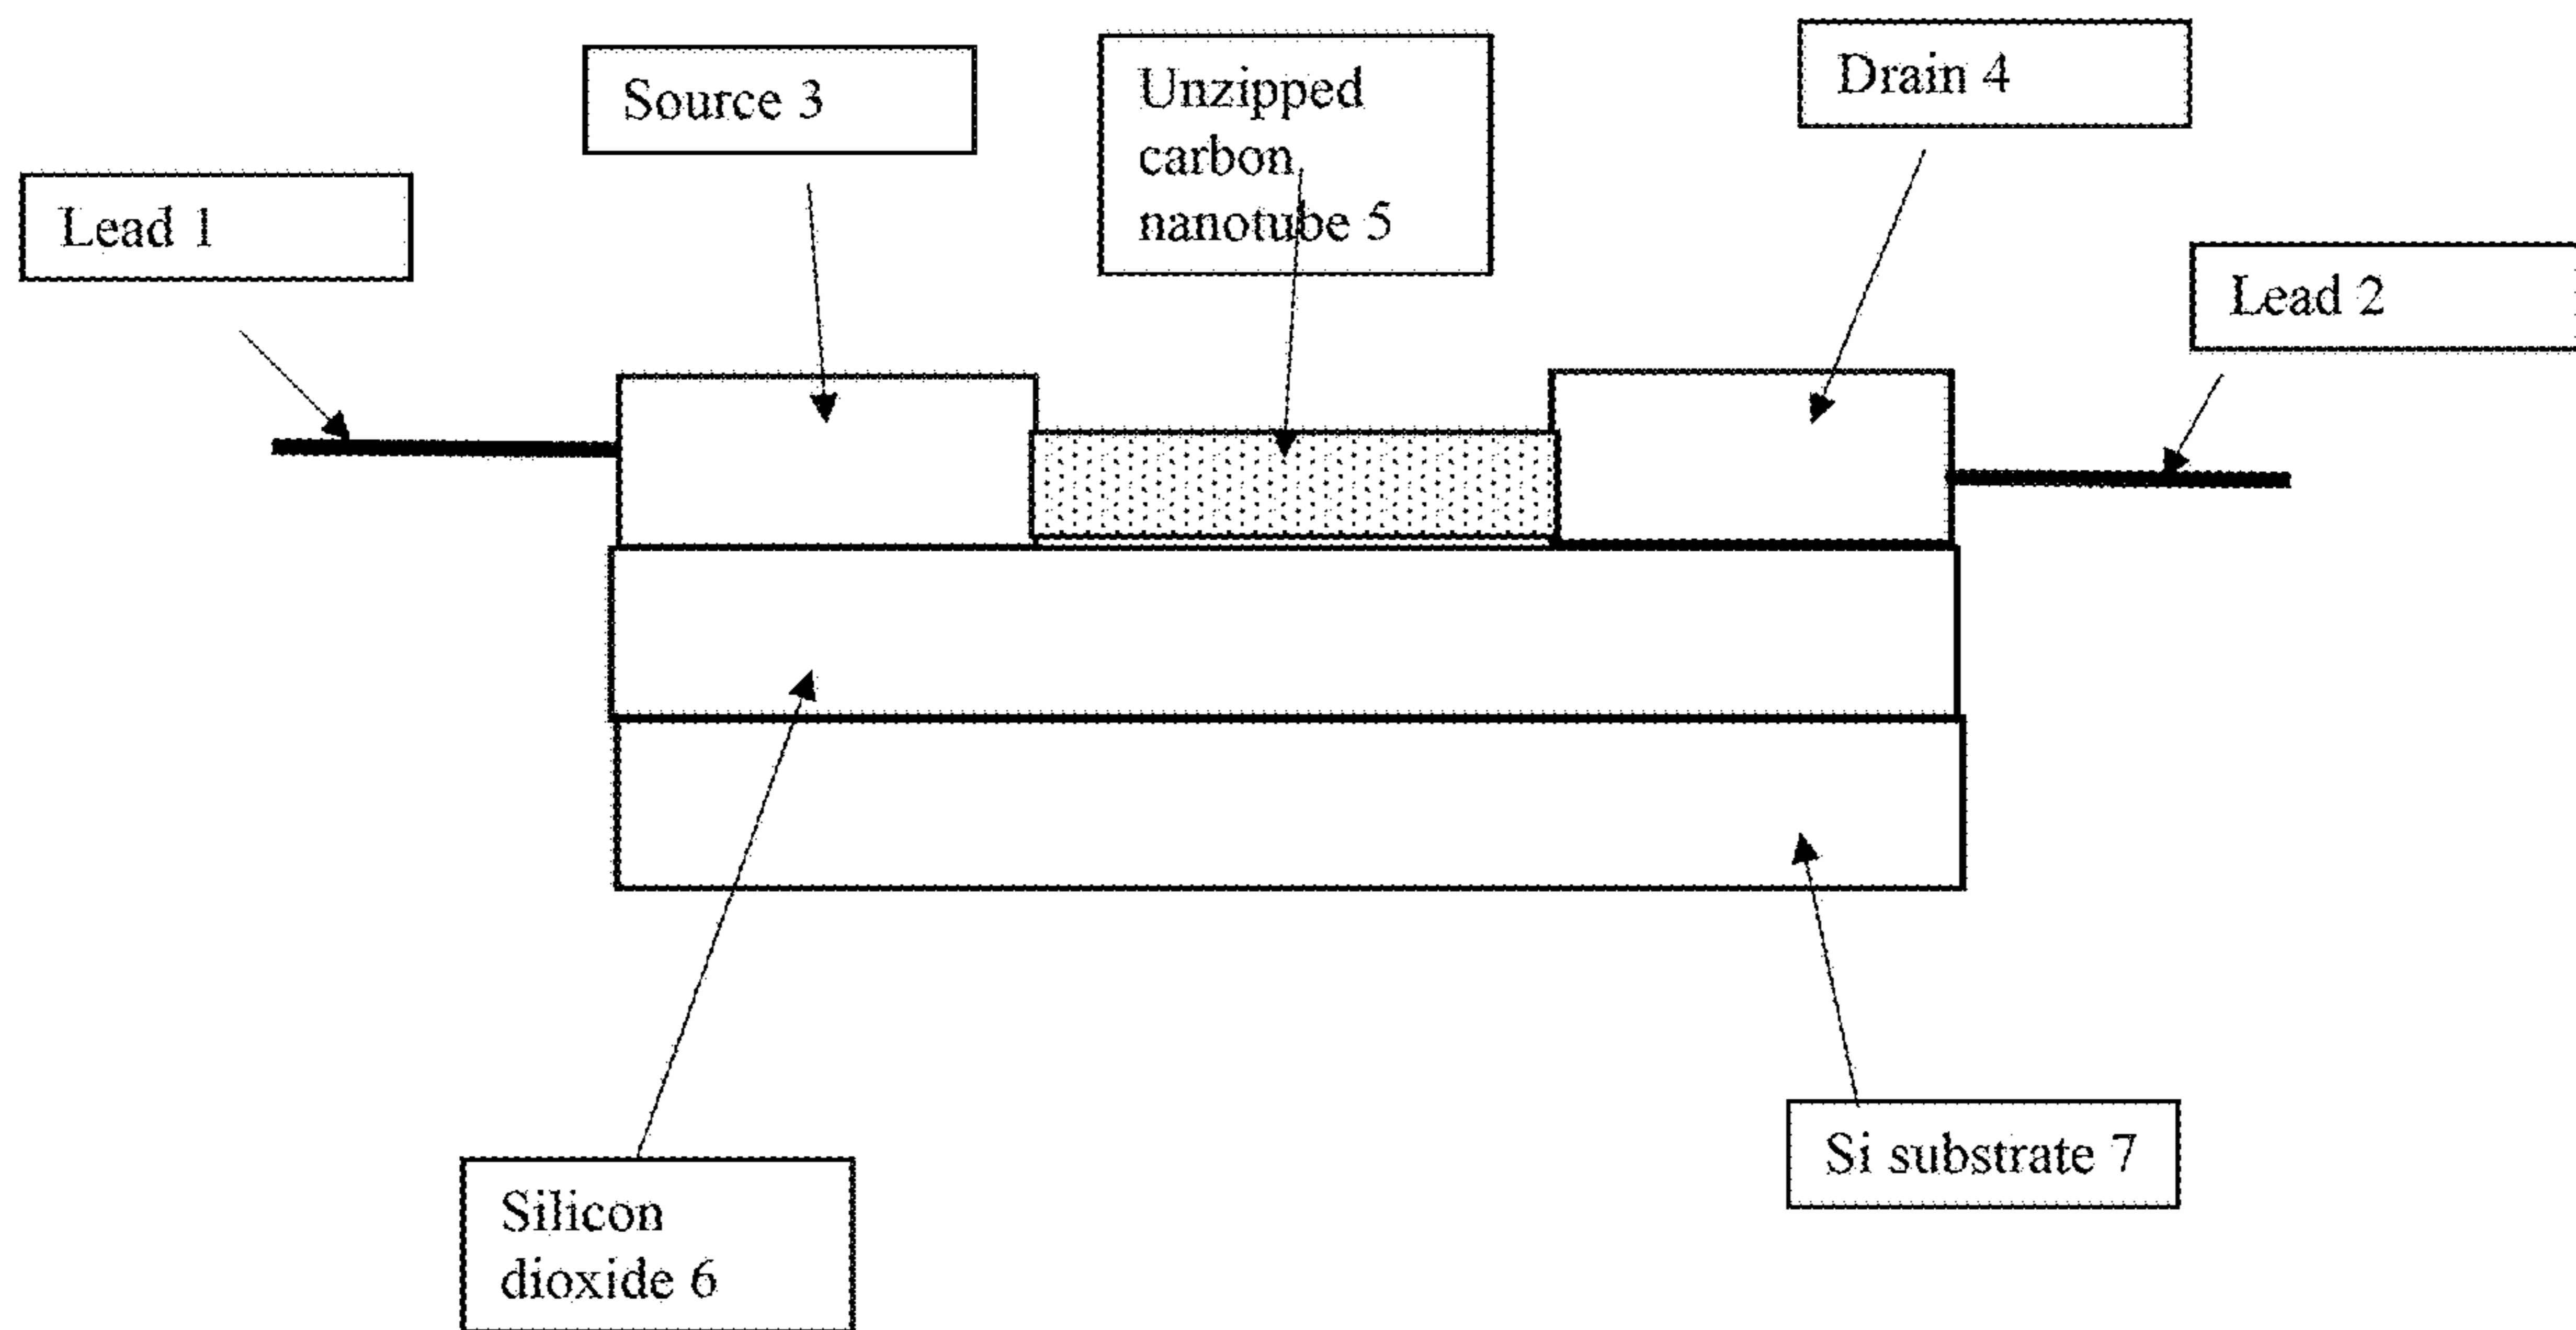 Source 3
Unzipped
carbon
nanotube 5
Drain 4
Lead 1
Lead 2
Si substrate 7
Silicon
dioxide 6